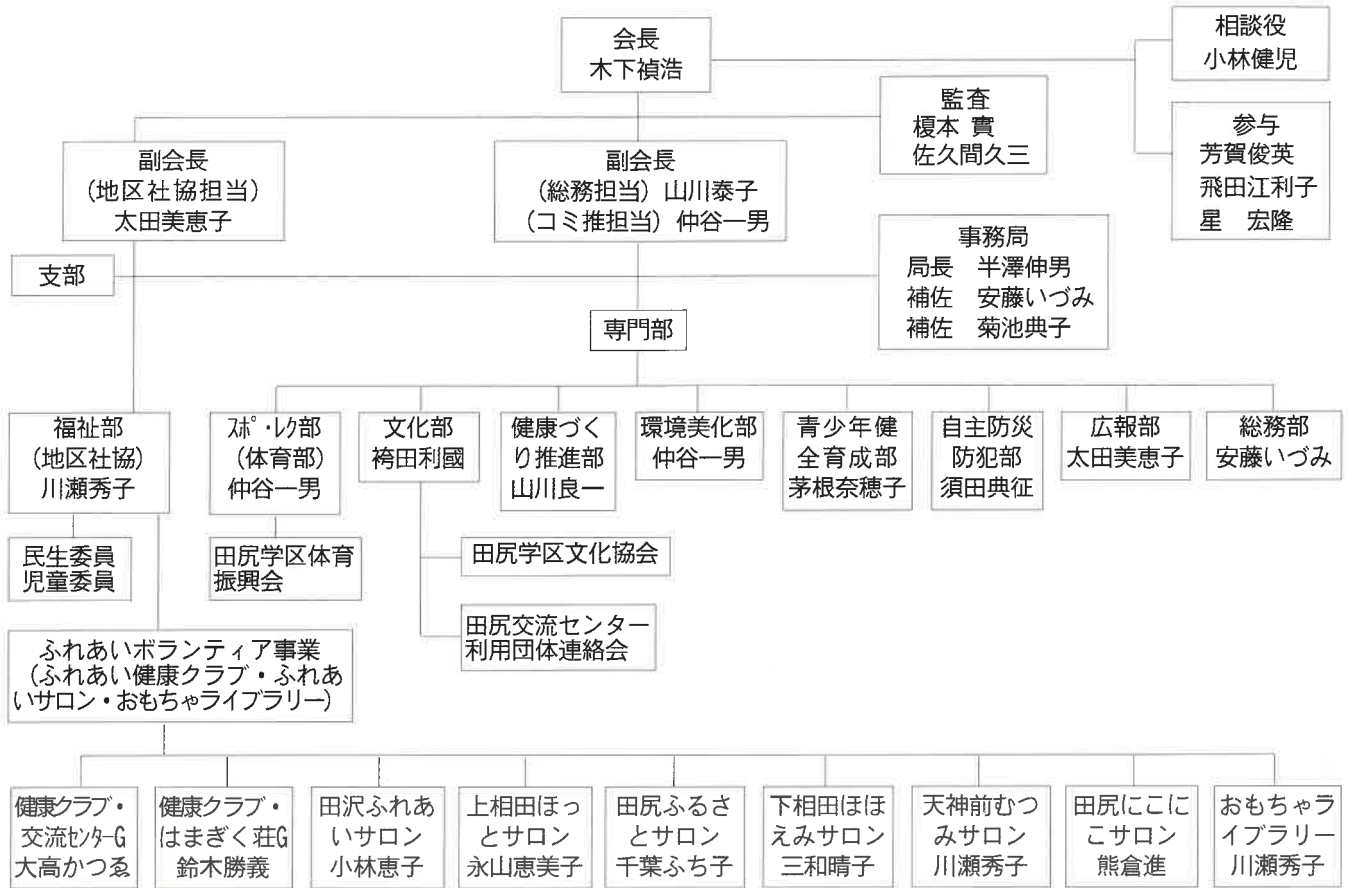 会長
木下禎浩
相談役
小林健児
監査
榎本 實
佐久間久三
参与
芳賀俊英
飛田江利子
星　宏隆
副会長
(地区社協担当)
太田美恵子
副会長
(総務担当) 山川泰子
(コミ推担当) 仲谷一男
事務局
局長　半澤伸男
補佐　安藤いづみ
補佐　菊池典子
支部
専門部
福祉部
(地区社協)
川瀬秀子
スポ・レク部
(体育部)
仲谷一男
文化部
袴田利國
健康づく
り推進部
山川良一
環境美化部
仲谷一男
青少年健
全育成部
茅根奈穂子
自主防災
防犯部
須田典征
広報部
太田美恵子
総務部
安藤いづみ
民生委員
児童委員
田尻学区体育
振興会
田尻学区文化協会
田尻交流センター
利用団体連絡会
ふれあいボランティア事業
(ふれあい健康クラブ・ふれあ
いサロン・おもちゃライブラリー)
健康クラブ・
交流センターG
大高かつゑ
健康クラブ・
はまぎく荘G
鈴木勝義
田沢ふれあ
いサロン
小林恵子
上相田ほっ
とサロン
永山恵美子
田尻ふるさ
とサロン
千葉ふち子
下相田ほほ
えみサロン
三和晴子
天神前むつ
みサロン
川瀬秀子
田尻にこに
こサロン
熊倉進
おもちゃラ
イブラリー
川瀬秀子